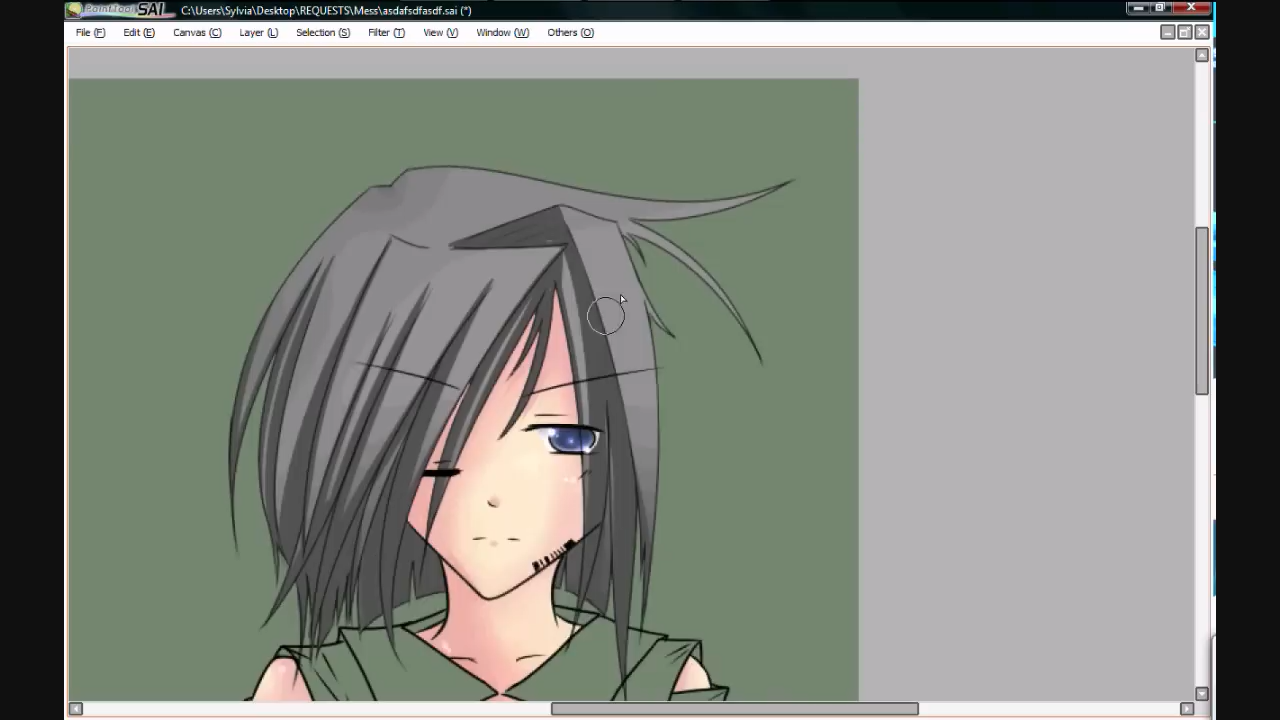 PaintTool SAI C:\Users\Sylvia\Desktop\REQUESTS\Mess\asdafsdfasdf.sai (*)
File (F) Edit (E) Canvas (C) Layer (L) Selection (S) Filter (T) View (V) Window (W) Others (O)